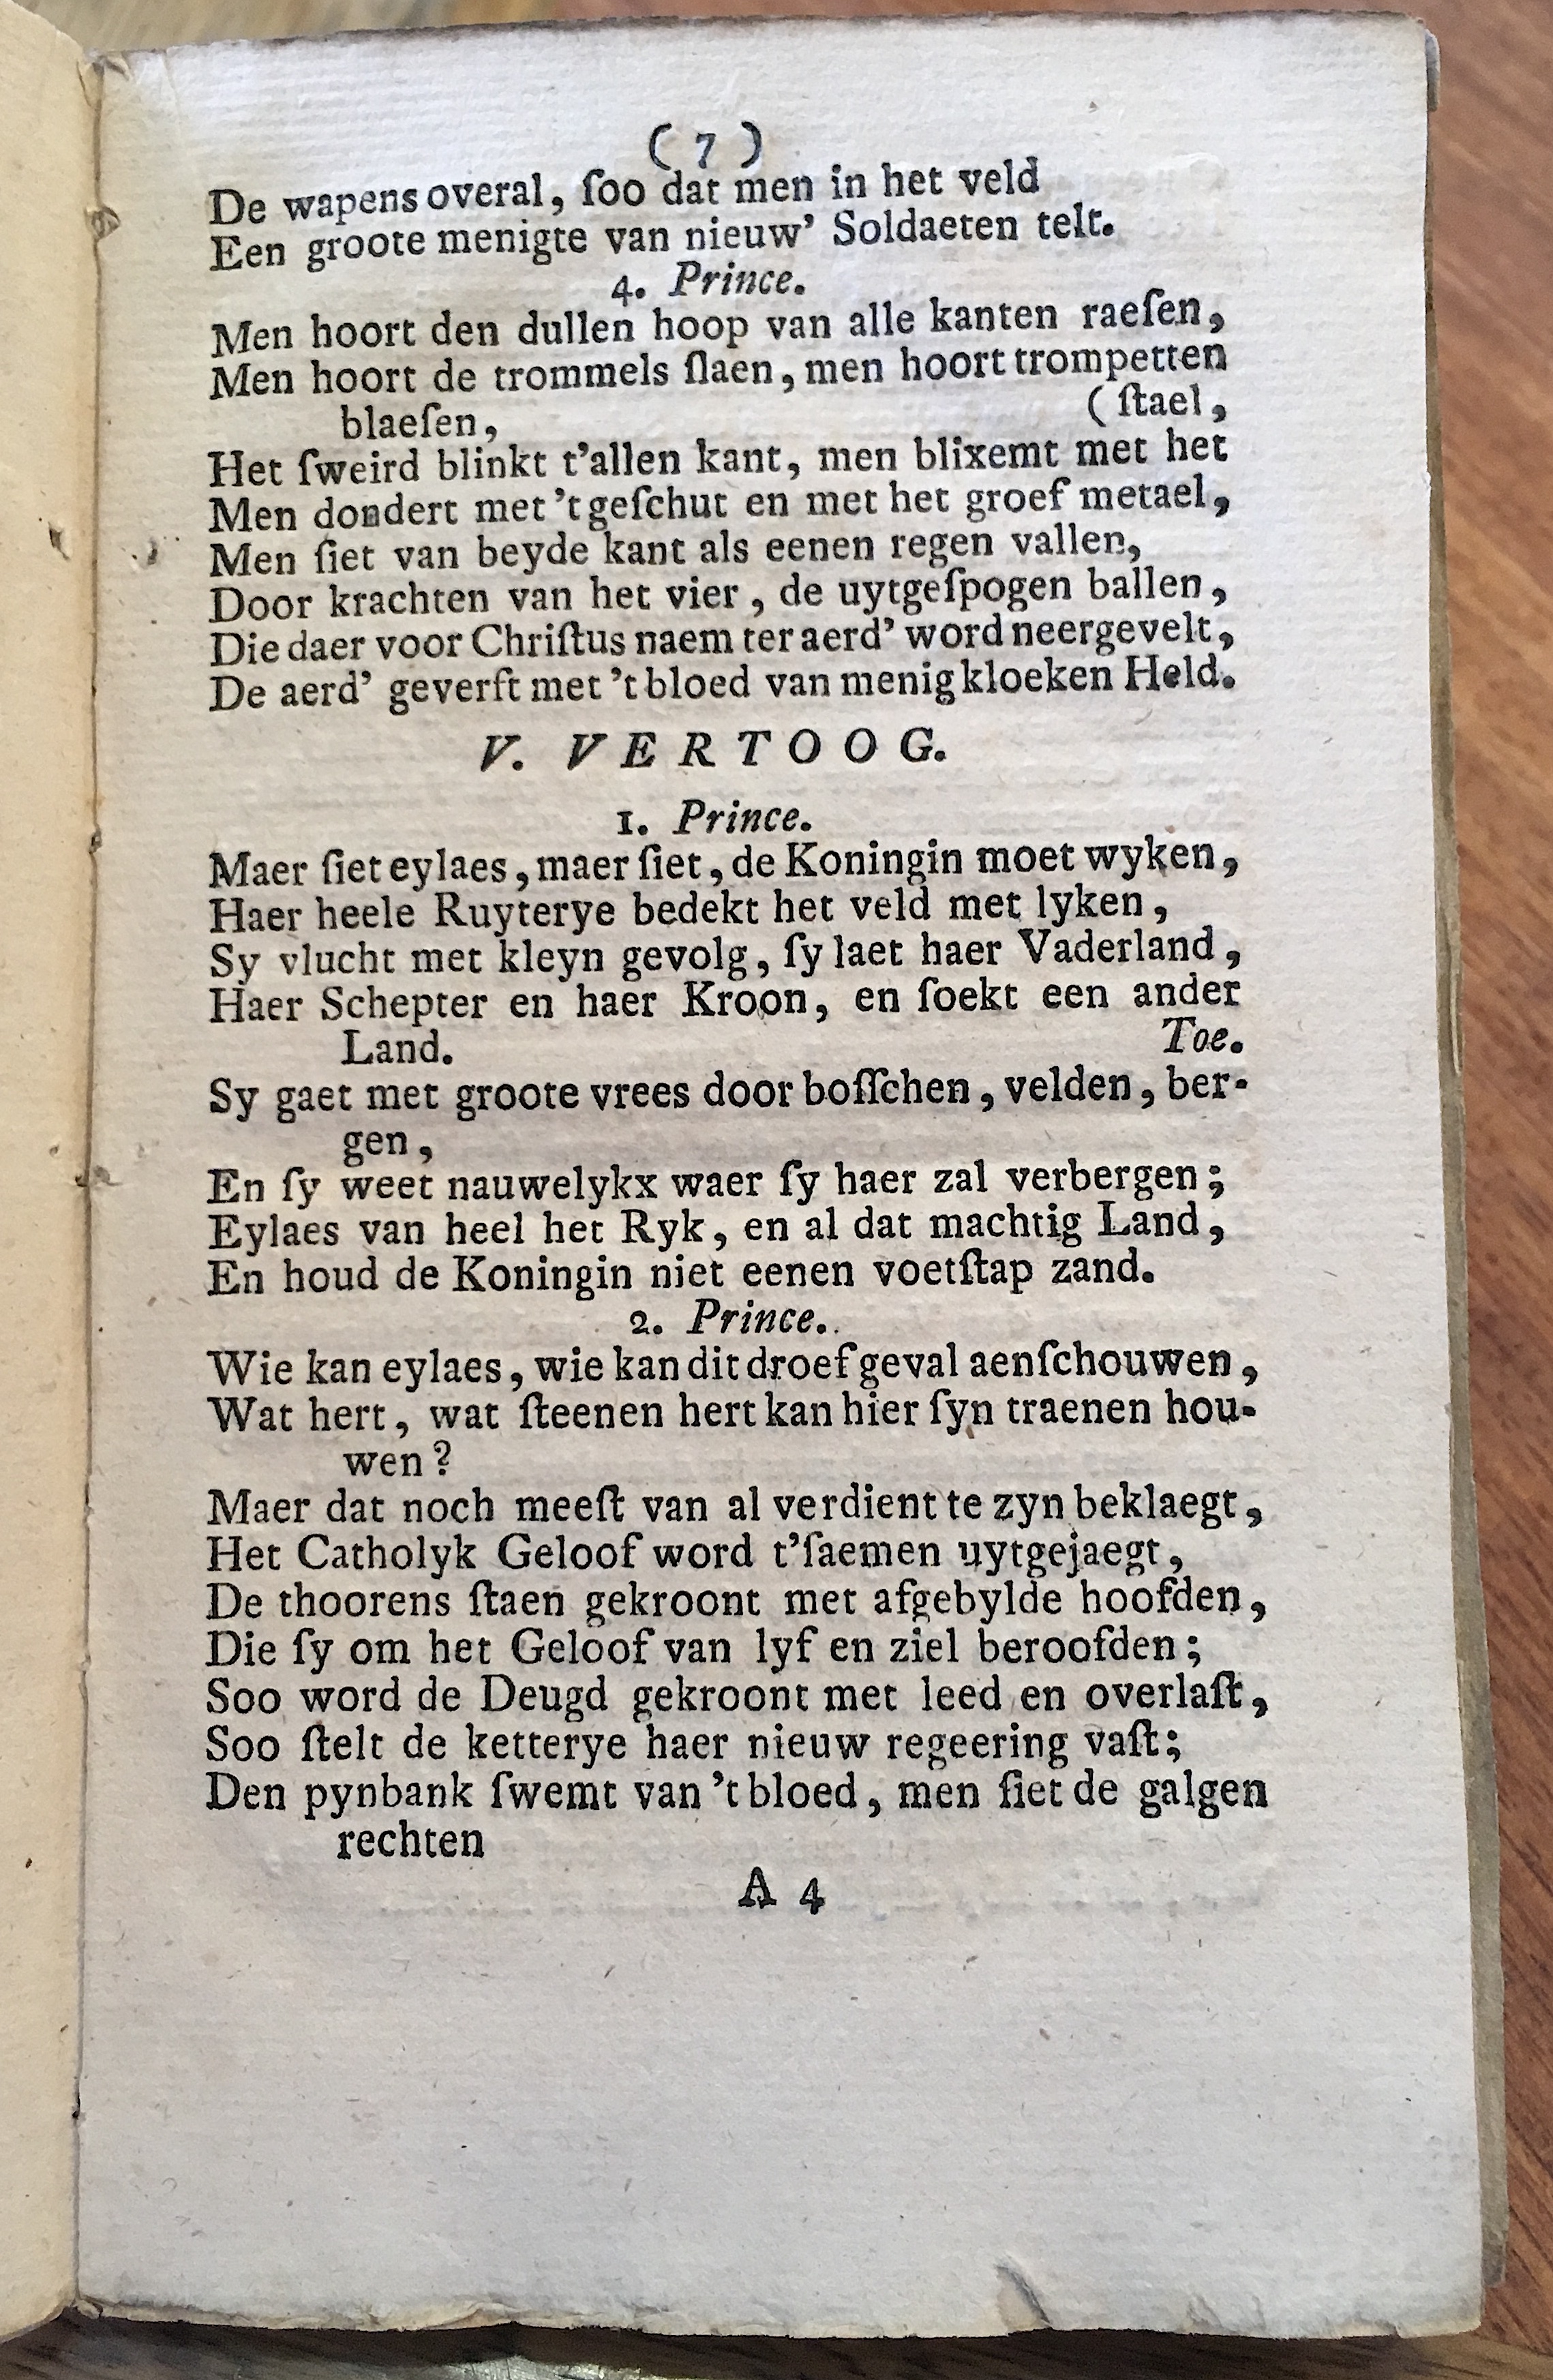 ( 7 )
De wapens overal, ſoo dat men in het veld
Een groote menigte van nieuw' Soldaeten telt.
4. Prince.
Men hoort den dullen hoop van alle kanten raeſen,
Men hoort de trommels ſlaen, men hoort trompetten
blaeſen, ( ſtael,
Het ſweird blinkt t'allen kant, men blixemt met het
Men dondert met 't geſchut en met het groef metael,
Men ſiet van beyde kant als eenen regen vallen,
Door krachten van het vier, de uytgeſpogen ballen,
Die daer voor Chriſtus naem ter aerd' word neergevelt,
De aerd' geverft met 't bloed van menig kloeken Held.
V. VERTOOG.
1. Prince.
Maer ſiet eylaes, maer ſiet, de Koningin moet wyken,
Haer heele Ruyterye bedekt het veld met lyken,
Sy vlucht met kleyn gevolg, ſy laet haer Vaderland,
Haer Schepter en haer Kroon, en ſoekt een ander
Land. Toe.
Sy gaet met groote vrees door boſſchen, velden, ber-
gen,
En ſy weet nauwelykx waer ſy haer zal verbergen;
Eylaes van heel het Ryk, en al dat machtig Land,
En houd de Koningin niet eenen voetſtap zand.
2. Prince.
Wie kan eylaes, wie kan dit droef geval aenſchouwen,
Wat hert, wat ſteenen hert kan hier ſyn traenen hou-
wen?
Maer dat noch meeſt van al verdient te zyn beklaegt,
Het Catholyk Geloof word t'ſaemen uytgejaegt,
De thoorens ſtaen gekroont met afgebylde hoofden,
Die ſy om het Geloof van lyf en ziel beroofden;
Soo word de Deugd gekroont met leed en overlaſt,
Soo ſtelt de ketterye haer nieuw regeering vaſt;
Den pynbank ſwemt van 't bloed, men ſiet de galgen
rechten
A 4